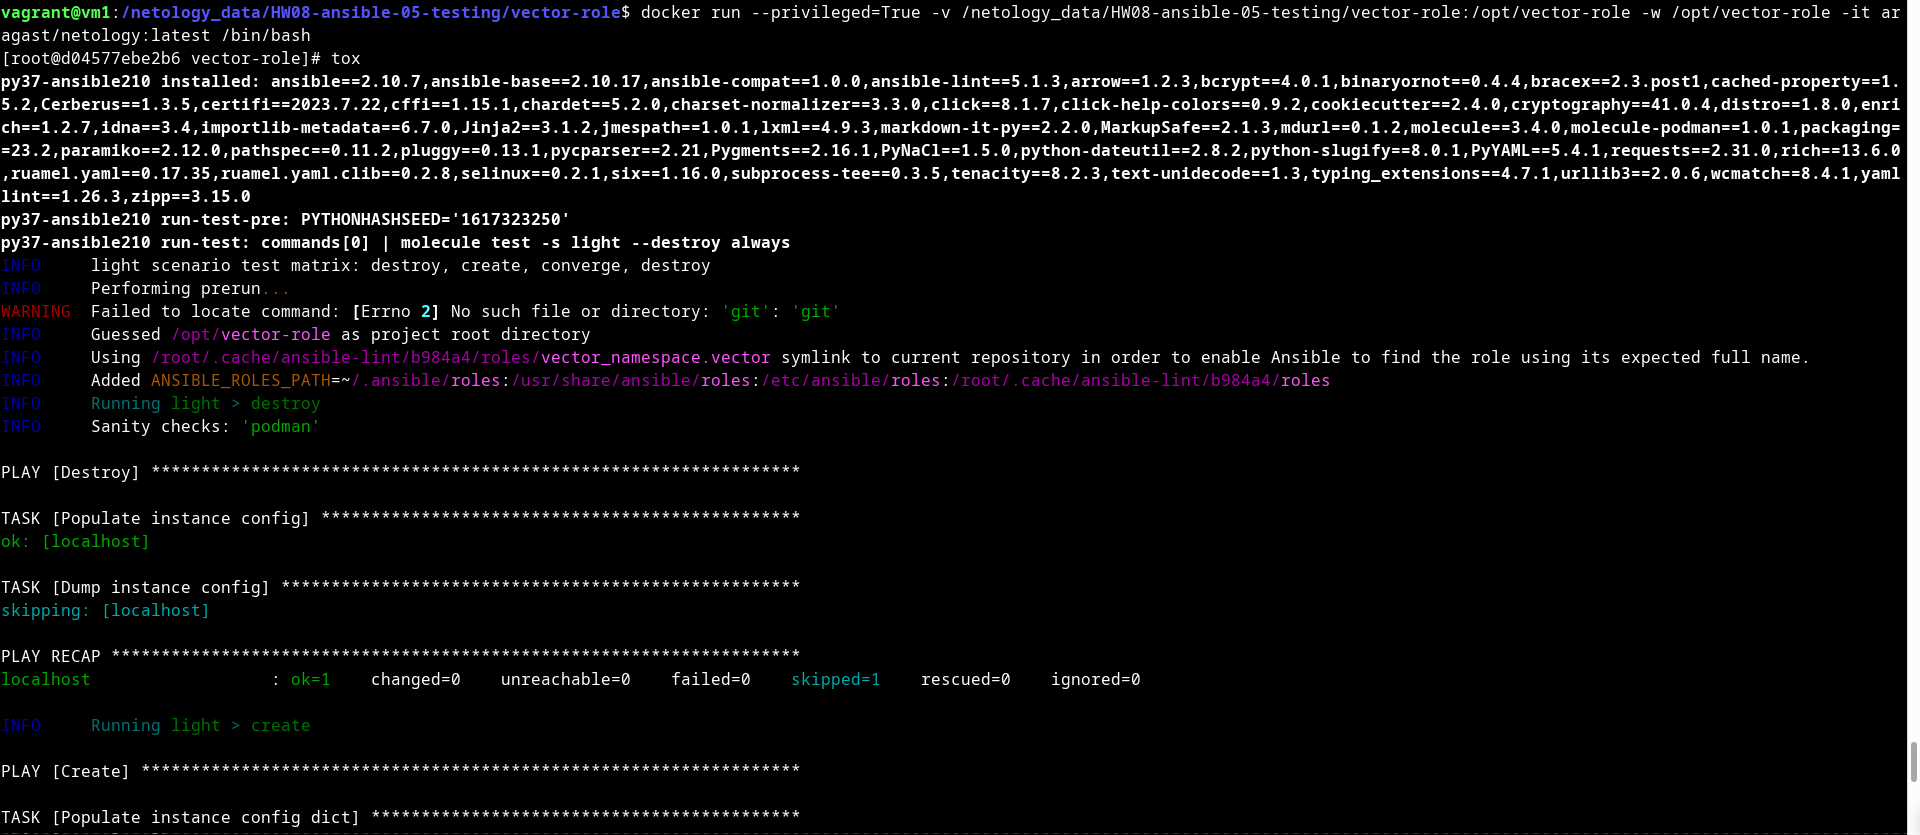 vagrant@vm1:/netology_data/HW08-ansible-05-testing/vector-role$ docker run --privileged=True -v /netology_data/HW08-ansible-05-testing/vector-role:/opt/vector-role -w /opt/vector-role -it ar
agast/netology:latest /bin/bash
[root@d04577ebe2b6 vector-role]# tox
py37-ansible210 installed: ansible==2.10.7,ansible-base==2.10.17,ansible-compat==1.0.0,ansible-lint==5.1.3,arrow==1.2.3,bcrypt==4.0.1,binaryornot==0.4.4,bracex==2.3.post1,cached-property==1.
5.2,Cerberus==1.3.5,certifi==2023.7.22,cffi==1.15.1,chardet==5.2.0,charset-normalizer==3.3.0,click==8.1.7,click-help-colors==0.9.2,cookiecutter==2.4.0,cryptography==41.0.4,distro==1.8.0,enri
ch==1.2.7,idna==3.4,importlib-metadata==6.7.0,Jinja2==3.1.2,jmespath==1.0.1,lxml==4.9.3,markdown-it-py==2.2.0,MarkupSafe==2.1.3,mdurl==0.1.2,molecule==3.4.0,molecule-podman==1.0.1,packaging=
=23.2,paramiko==2.12.0,pathspec==0.11.2,pluggy==0.13.1,pycparser==2.21,Pygments==2.16.1,PyNaCl==1.5.0,python-dateutil==2.8.2,python-slugify==8.0.1,PyYAML==5.4.1,requests==2.31.0,rich==13.6.0
,ruamel.yaml==0.17.35,ruamel.yaml.clib==0.2.8,selinux==0.2.1,six==1.16.0,subprocess-tee==0.3.5,tenacity==8.2.3,text-unidecode==1.3,typing_extensions==4.7.1,urllib3==2.0.6,wcmatch==8.4.1,yaml
lint==1.26.3,zipp==3.15.0
py37-ansible210 run-test-pre: PYTHONHASHSEED='1617323250'
py37-ansible210 run-test: commands[0] | molecule test -s light --destroy always
INFO     light scenario test matrix: destroy, create, converge, destroy
INFO     Performing prerun...
WARNING  Failed to locate command: [Errno 2] No such file or directory: 'git': 'git'
INFO     Guessed /opt/vector-role as project root directory
INFO     Using /root/.cache/ansible-lint/b984a4/roles/vector_namespace.vector symlink to current repository in order to enable Ansible to find the role using its expected full name.
INFO     Added ANSIBLE_ROLES_PATH=~/.ansible/roles:/usr/share/ansible/roles:/etc/ansible/roles:/root/.cache/ansible-lint/b984a4/roles
INFO     Running light > destroy
INFO     Sanity checks: 'podman'
PLAY [Destroy] *****************************************************************
TASK [Populate instance config] ************************************************
ok: [localhost]
TASK [Dump instance config] ****************************************************
skipping: [localhost]
PLAY RECAP *********************************************************************
localhost                  : ok=1    changed=0    unreachable=0    failed=0    skipped=1    rescued=0    ignored=0
INFO     Running light > create
PLAY [Create] ******************************************************************
TASK [Populate instance config dict] *******************************************